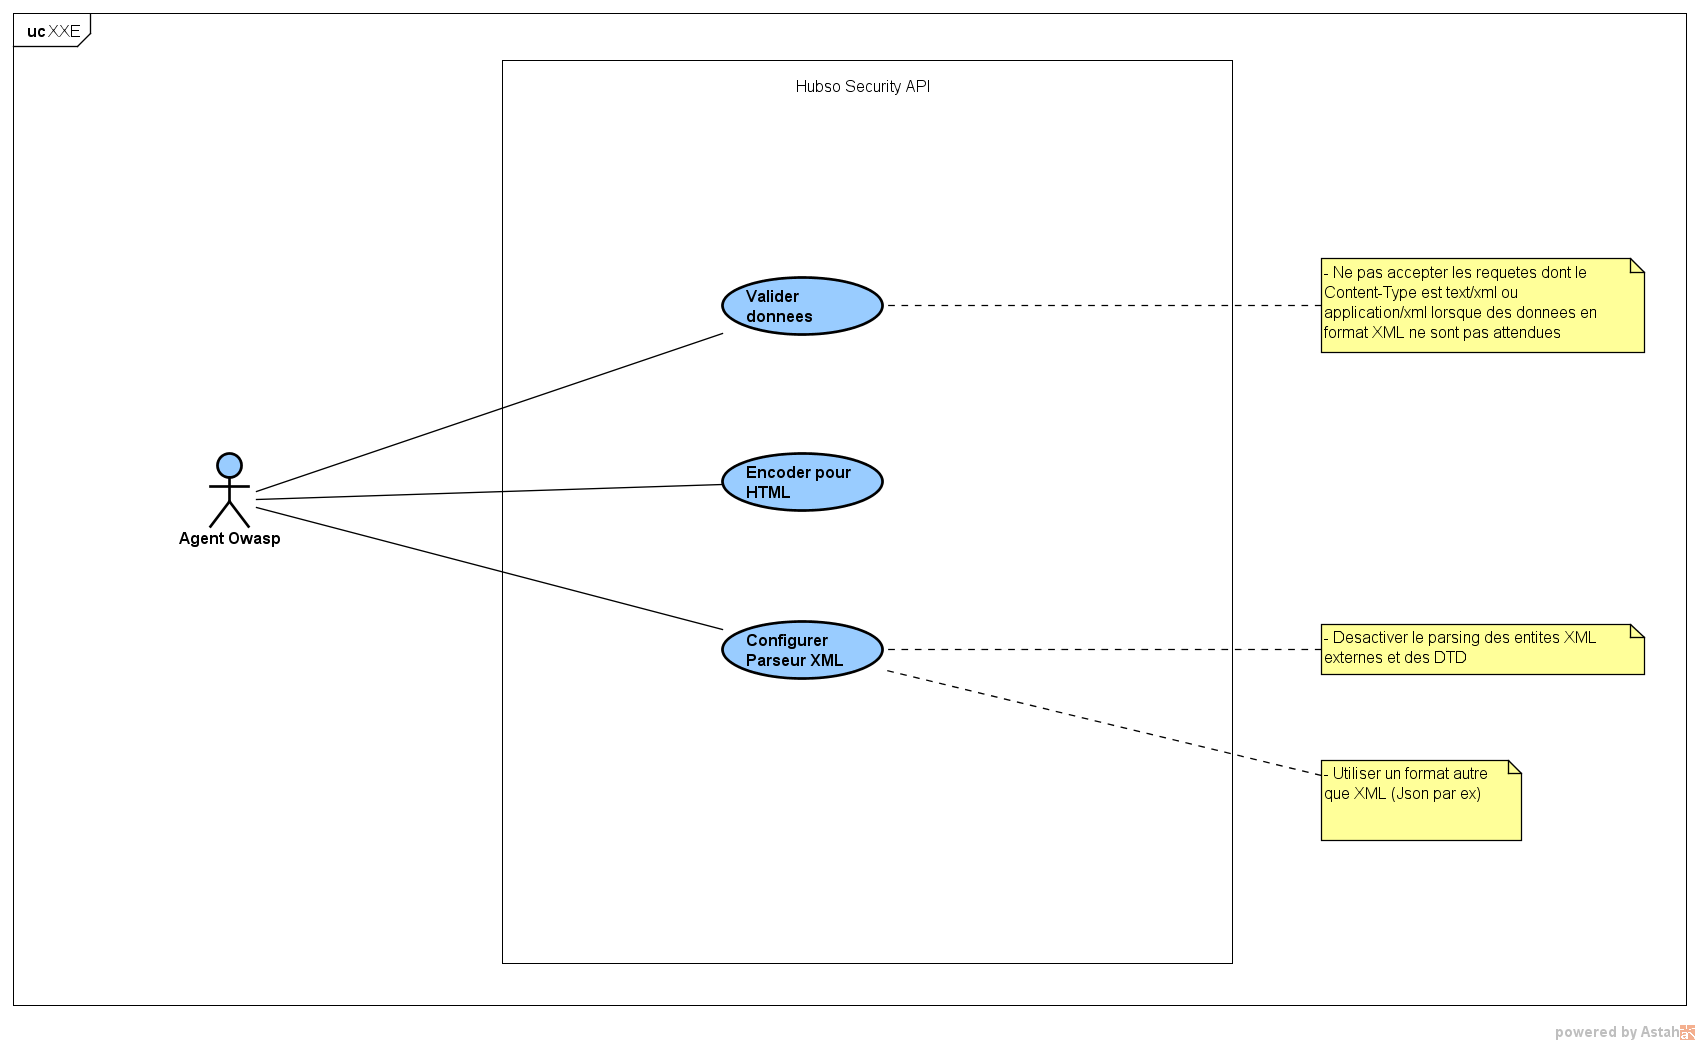 uc XXE
Hubso Security API
Valider
donnees
- Ne pas accepter les requetes dont le
Content-Type est text/xml ou
application/xml lorsque des donnees en
format XML ne sont pas attendues
Encoder pour
HTML
Agent Owasp
Configurer
Parseur XML
- Desactiver le parsing des entites XML
externes et des DTD
- Utiliser un format autre
que XML (Json par ex)
powered by Astah